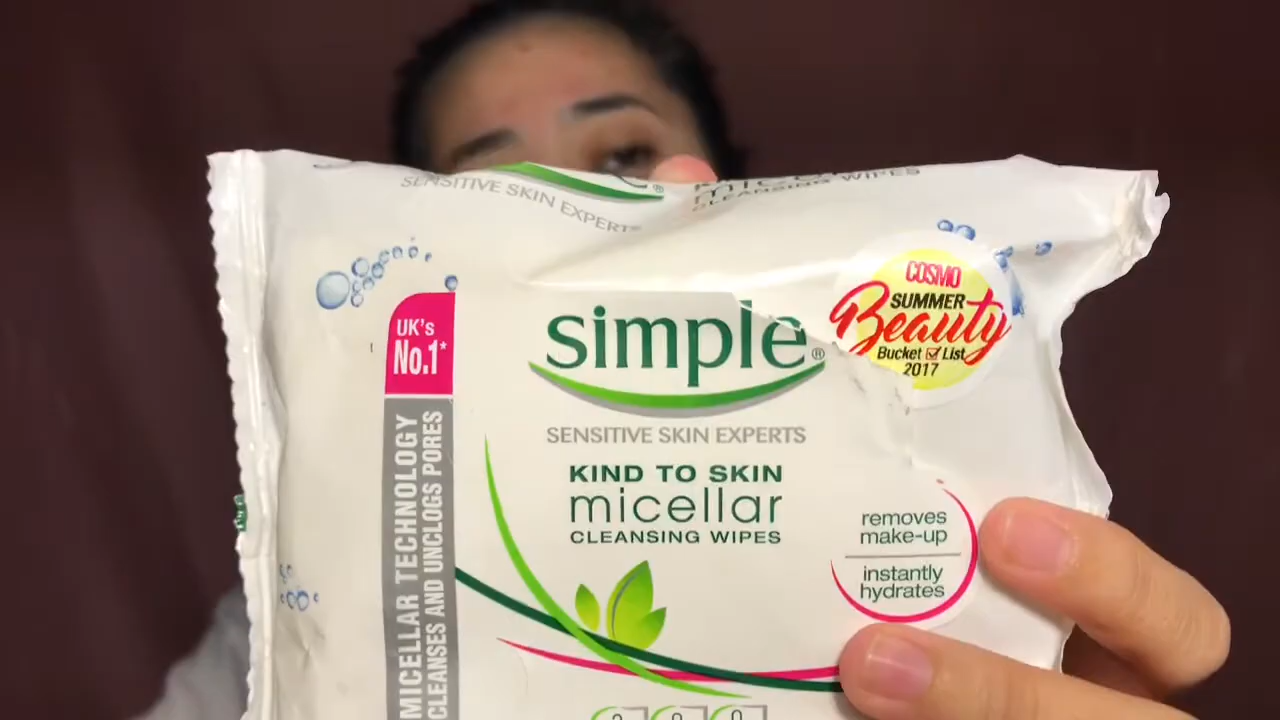 SENSITIVE SKIN EXPERTS
CLEANSING WIPES
UK's
No.1*
MICELLAR TECHNOLOGY
CLEANSES AND UNCLOGS PORES
simple®
SENSITIVE SKIN EXPERTS
KIND TO SKIN
micellar
CLEANSING WIPES
COSMO
SUMMER
Beauty
Bucket List
2017
removes
make-up
instantly
hydrates